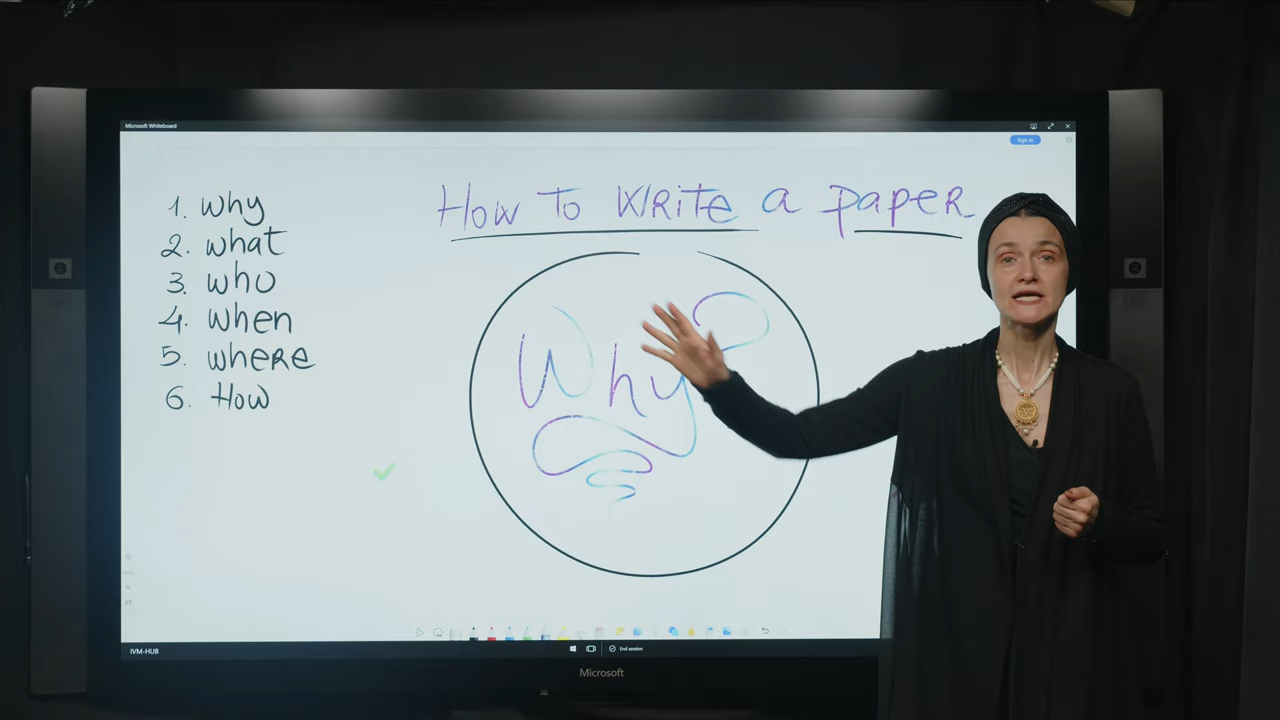 Microsoft Whiteboard
Sign in
How To Write a paper
1. why
2. what
3. who
4. when
5. where
6. How
Why
IVM-HUB
End session
Microsoft